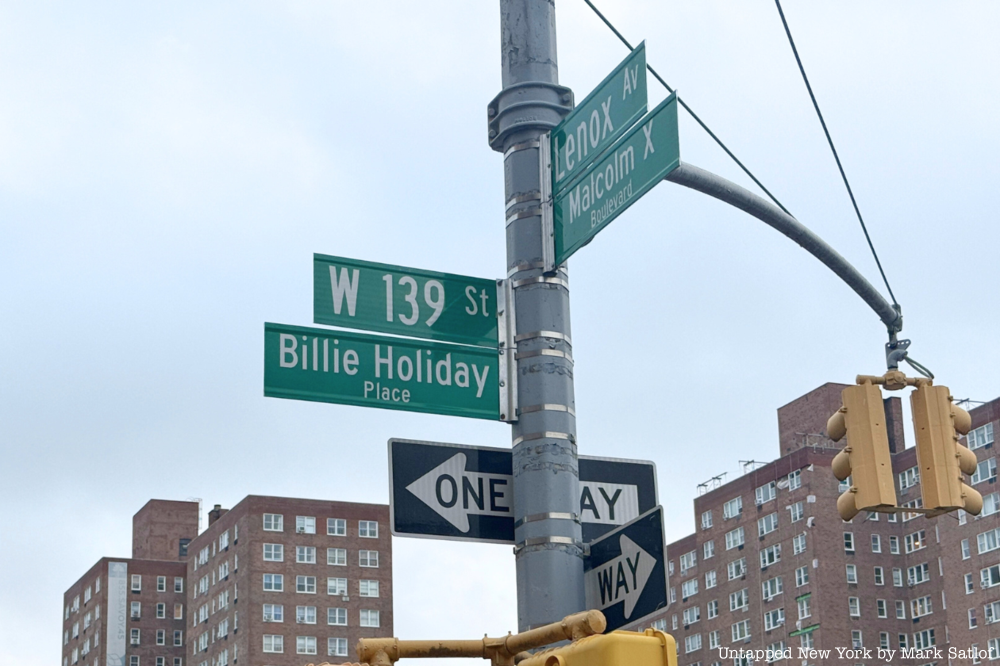 Lenox Av
Malcolm X
Boulevard
W 139 St
Billie Holiday
Place
ONE WAY
WAY
Untapped New York by Mark Satlof